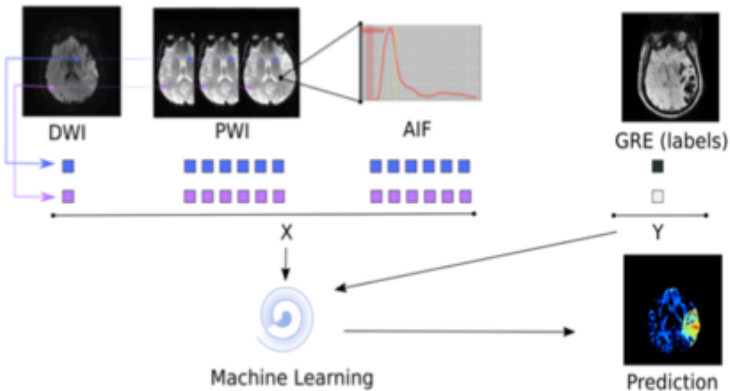 DWI
PWI
AIF
GRE (labels)
X
Y
Machine Learning
Prediction